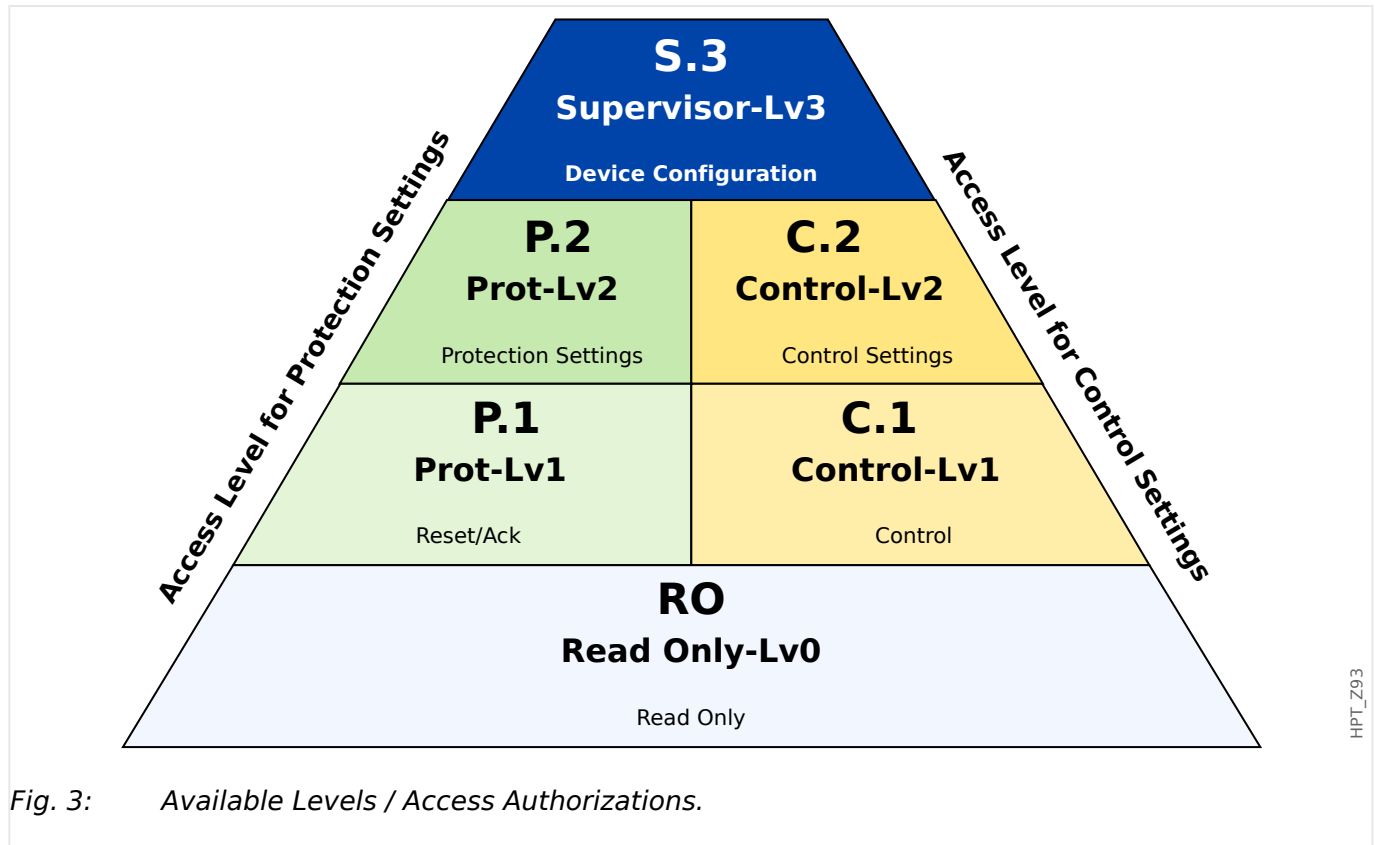 S.3
Supervisor-Lv3
Device Configuration
Access Level for Protection Settings
Access Level for Control Settings
P.2
Prot-Lv2
Protection Settings
C.2
Control-Lv2
Control Settings
P.1
Prot-Lv1
Reset/Ack
C.1
Control-Lv1
Control
RO
Read Only-Lv0
Read Only
HPT_Z93
Fig. 3: Available Levels / Access Authorizations.